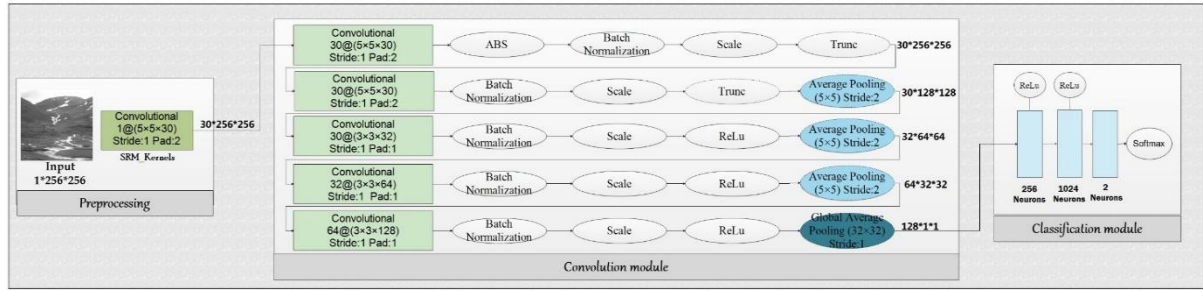 Input
1*256*256
Convolutional
1@(5×5×30)
Stride:1 Pad:2
SRM_Kernels
30*256*256
Preprocessing
Convolutional
30@(5×5×30)
Stride:1 Pad:2
ABS
Batch
Normalization
Scale
Trunc
30*256*256
Convolutional
30@(5×5×30)
Stride:1 Pad:2
Batch
Normalization
Scale
Trunc
Average Pooling
(5×5) Stride:2
30*128*128
Convolutional
30@(3×3×32)
Stride:1 Pad:1
Batch
Normalization
Scale
ReLu
Average Pooling
(5×5) Stride:2
32*64*64
Convolutional
32@(3×3×64)
Stride:1 Pad:1
Batch
Normalization
Scale
ReLu
Average Pooling
(5×5) Stride:2
64*32*32
Convolutional
64@(3×3×128)
Stride:1 Pad:1
Batch
Normalization
Scale
ReLu
Global Average
Pooling (32×32)
Stride:1
128*1*1
Convolution module
ReLu
ReLu
Softmax
256
Neurons
1024
Neurons
2
Neurons
Classification module